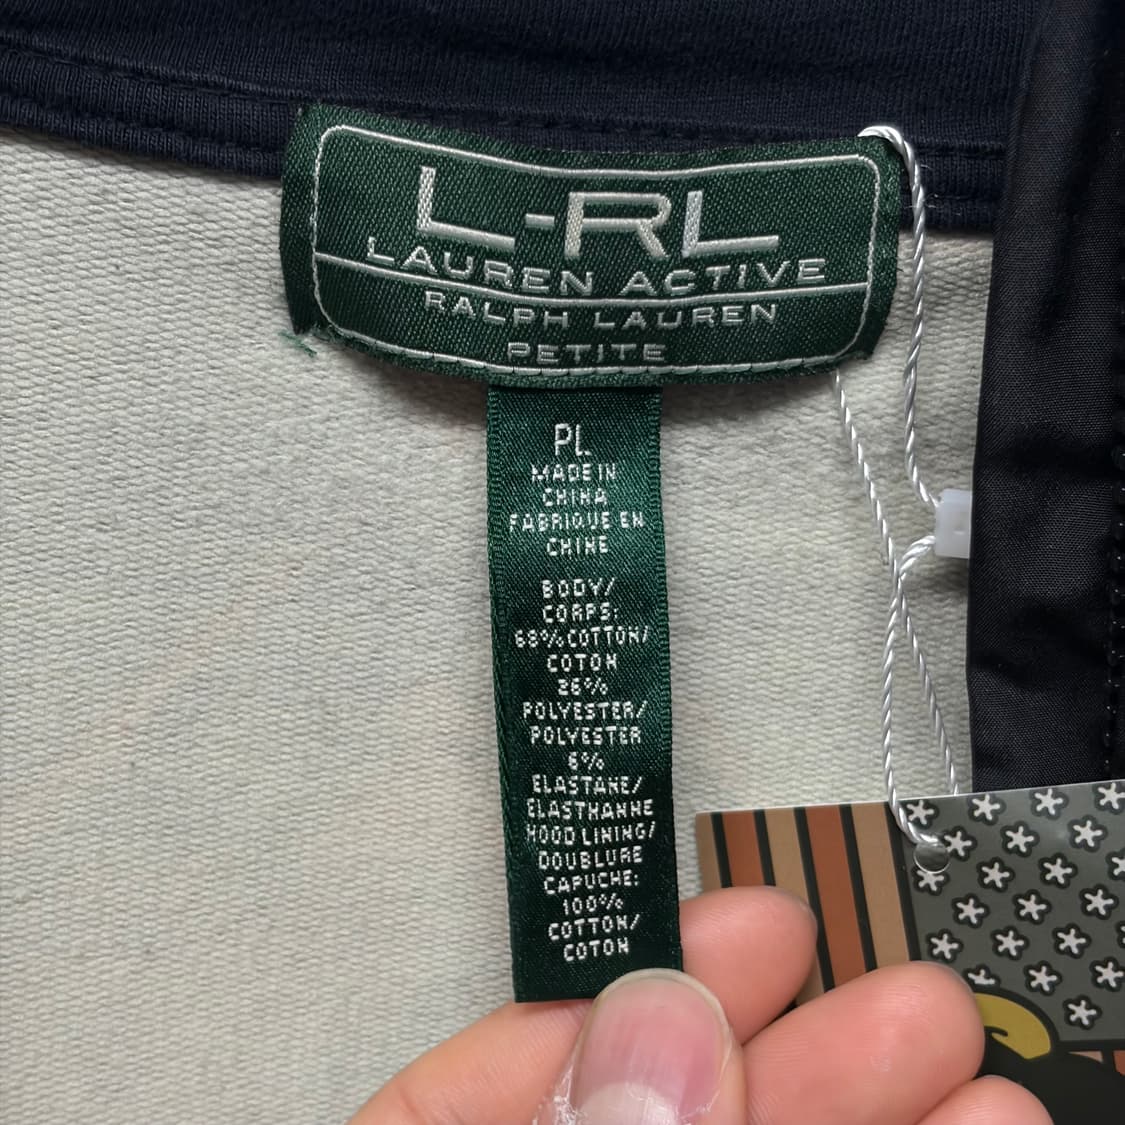 L-RL
LAUREN ACTIVE
RALPH LAUREN
PETITE
PL
MADE IN
CHINA
FABRIQUE EN
CHINE
BODY/
CORPS:
68% COTTON/
COTON
26%
POLYESTER/
POLYESTER
6%
ELASTANE/
ELASTHANNE
HOOD LINING/
DOUBLURE
CAPUCHE:
100%
COTTON/
COTON